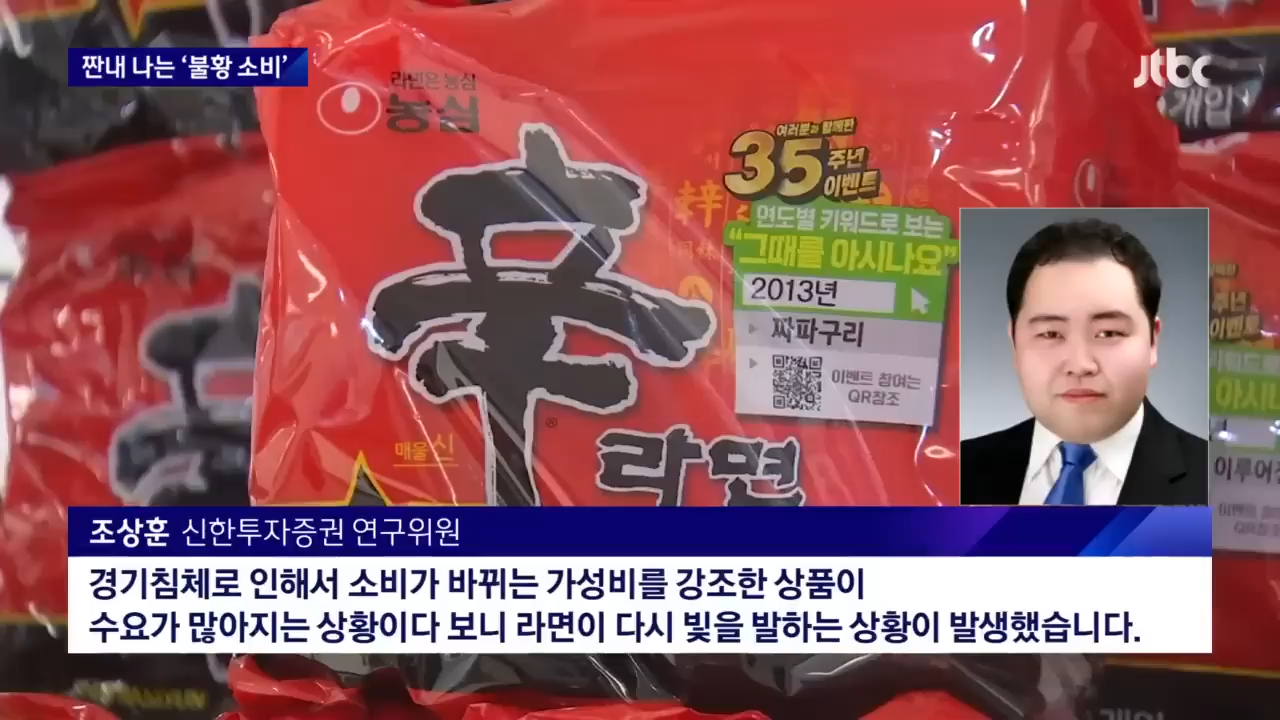 짠내 나는 ‘불황 소비’
jtbc
라면은 농심
농심
개입
여러분과 함께한
35주년
이벤트
연도별 키워드로 보는
“그때를 아시나요”
2013년
짜파구리
이벤트 참여는
QR참조
辛
매울신
라면
조상훈 신한투자증권 연구위원
경기침체로 인해서 소비가 바뀌는 가성비를 강조한 상품이
수요가 많아지는 상황이다 보니 라면이 다시 빛을 발하는 상황이 발생했습니다.